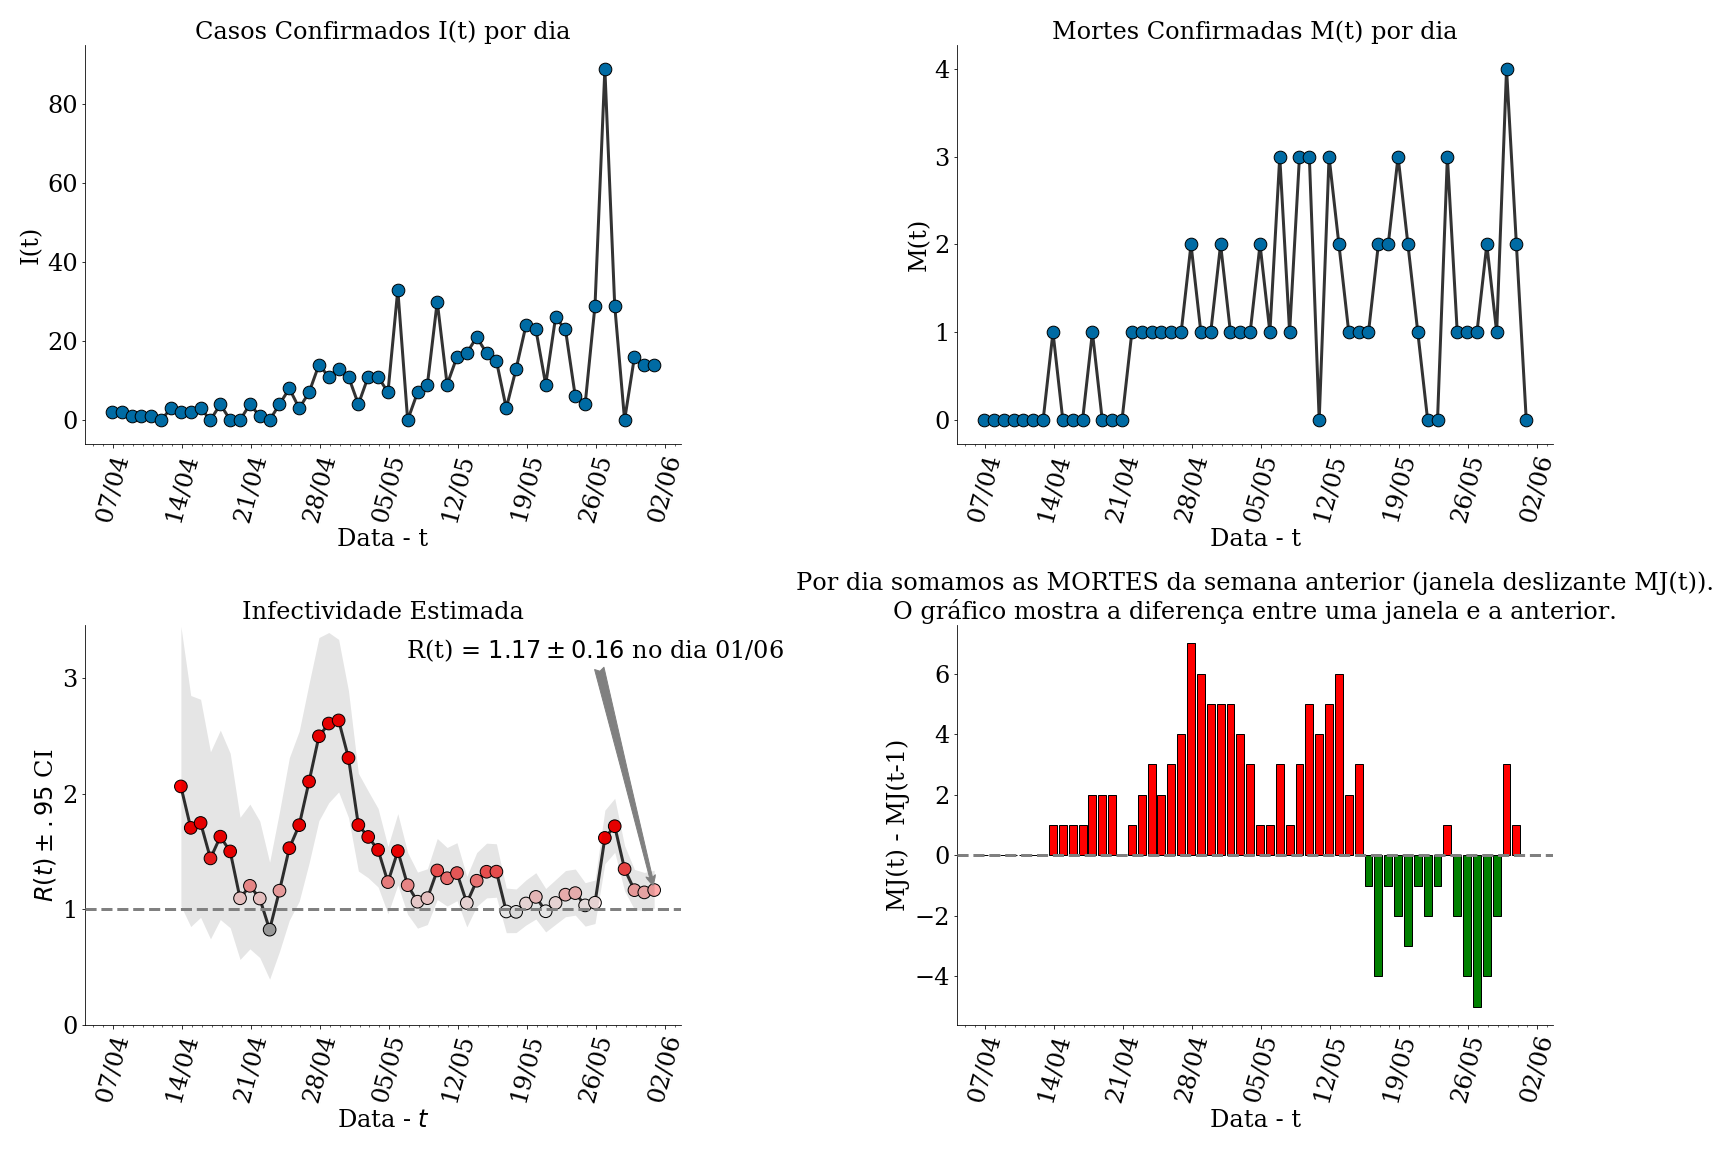 Casos Confirmados I(t) por dia
I(t)
80
60
40
20
0
07/04 14/04 21/04 28/04 05/05 12/05 19/05 26/05 02/06
Data - t
Mortes Confirmadas M(t) por dia
M(t)
4
3
2
1
0
07/04 14/04 21/04 28/04 05/05 12/05 19/05 26/05 02/06
Data - t
Infectividade Estimada
R(t) = 1.17 ± 0.16 no dia 01/06
R(t) ± .95 CI
3
2
1
0
07/04 14/04 21/04 28/04 05/05 12/05 19/05 26/05 02/06
Data - t
Por dia somamos as MORTES da semana anterior (janela deslizante MJ(t)).
O gráfico mostra a diferença entre uma janela e a anterior.
MJ(t) - MJ(t-1)
6
4
2
0
−2
−4
07/04 14/04 21/04 28/04 05/05 12/05 19/05 26/05 02/06
Data - t